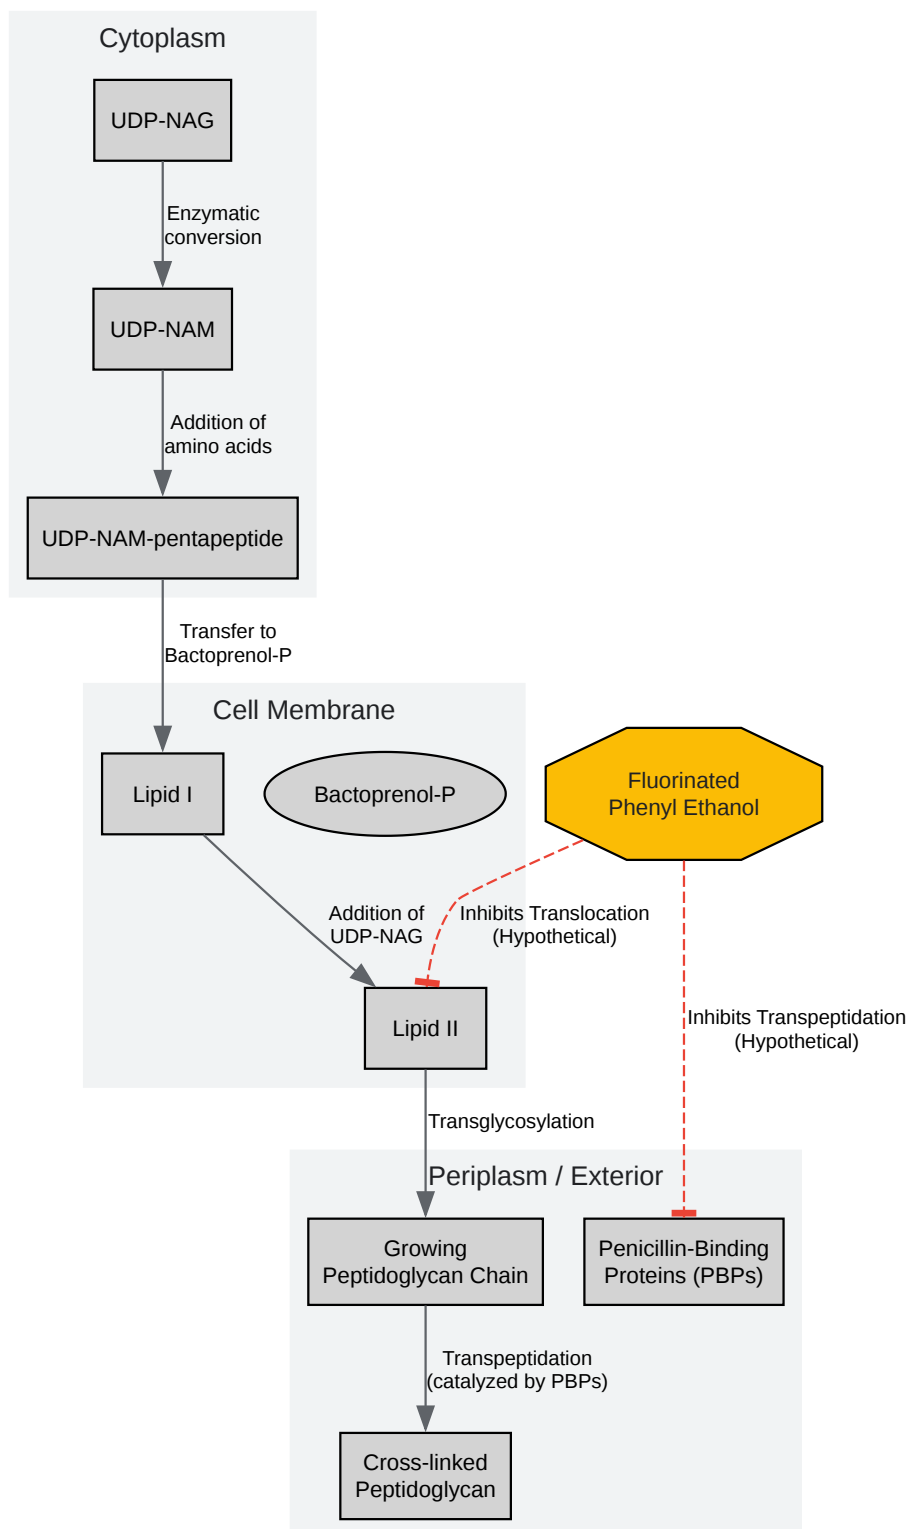 Cytoplasm
UDP-NAG
Enzymatic
conversion
UDP-NAM
Addition of
amino acids
UDP-NAM-pentapeptide
Transfer to
Bactoprenol-P
Cell Membrane
Lipid I
Bactoprenol-P
Fluorinated
Phenyl Ethanol
Addition of
UDP-NAG
Inhibits Translocation
(Hypothetical)
Lipid II
Inhibits Transpeptidation
(Hypothetical)
Transglycosylation
Periplasm / Exterior
Growing
Peptidoglycan Chain
Penicillin-Binding
Proteins (PBPs)
Transpeptidation
(catalyzed by PBPs)
Cross-linked
Peptidoglycan